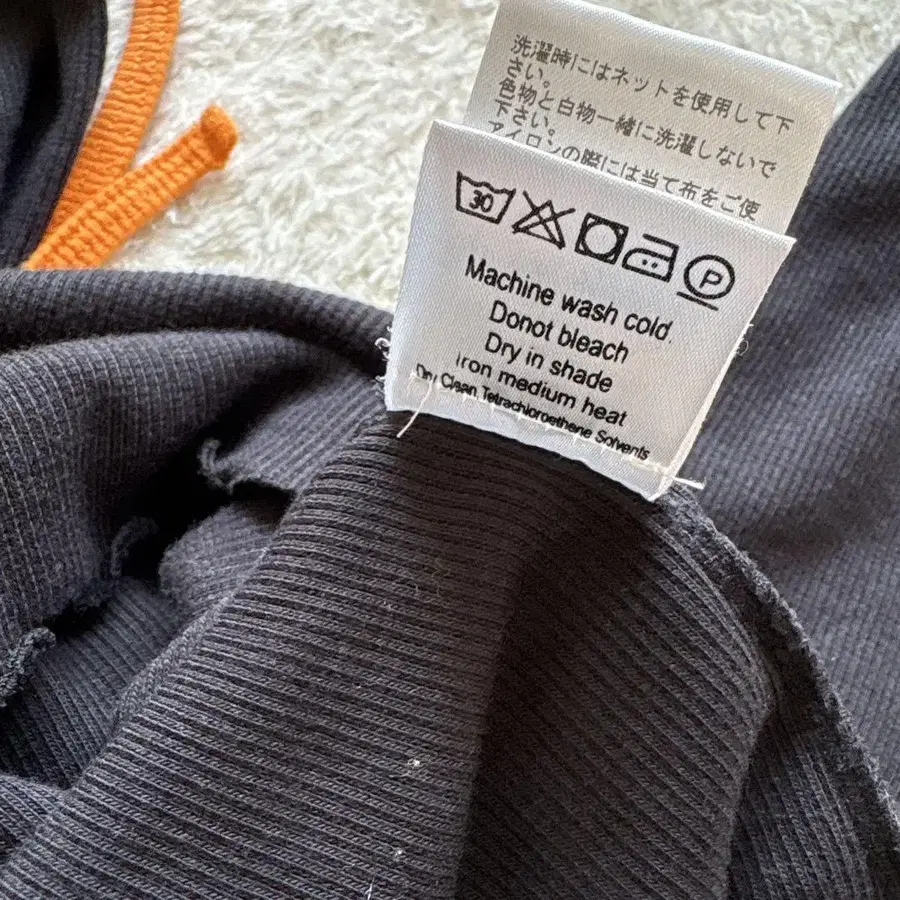 洗濯時にはネットを使用して下
さい。
色物と白物一緒に洗濯しないで
下さい。
アイロンの際には当て布をご使
30
P
Machine wash cold.
Donot bleach
Dry in shade
iron medium heat
Dry Clean Tetrachloroethene Solvents